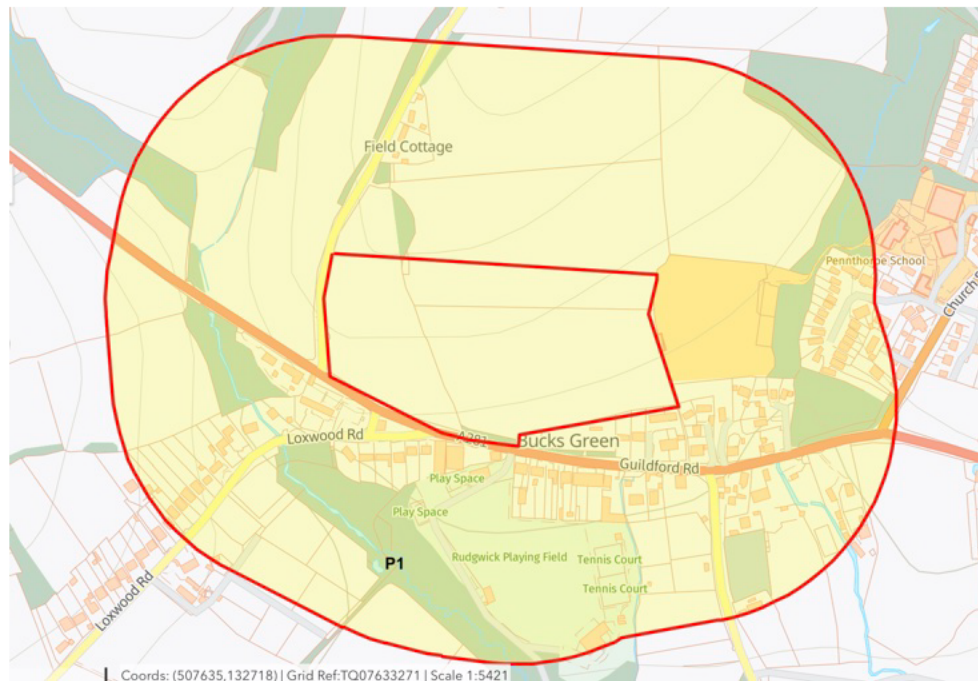 Field Cottage
Pennthorpe School
Church
Loxwood Rd
A281
Bucks Green
Guildford Rd
Play Space
Play Space
Rudgwick Playing Field
Tennis Court
P1
Tennis Court
Loxwood Rd
Coords: (507635,132718) | Grid Ref:TQ07633271 | Scale 1:5421